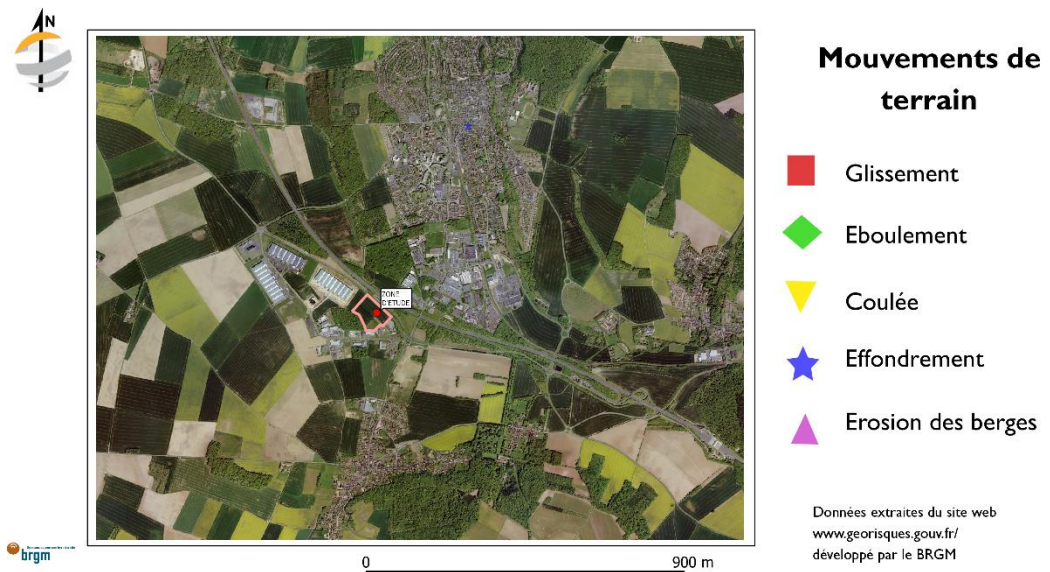 N
Mouvements de
terrain
Glissement
Eboulement
Coulée
Effondrement
Erosion des berges
ZONE
D'ETUDE
Données extraites du site web
www.georisques.gouv.fr/
développé par le BRGM
brgm
0
900 m